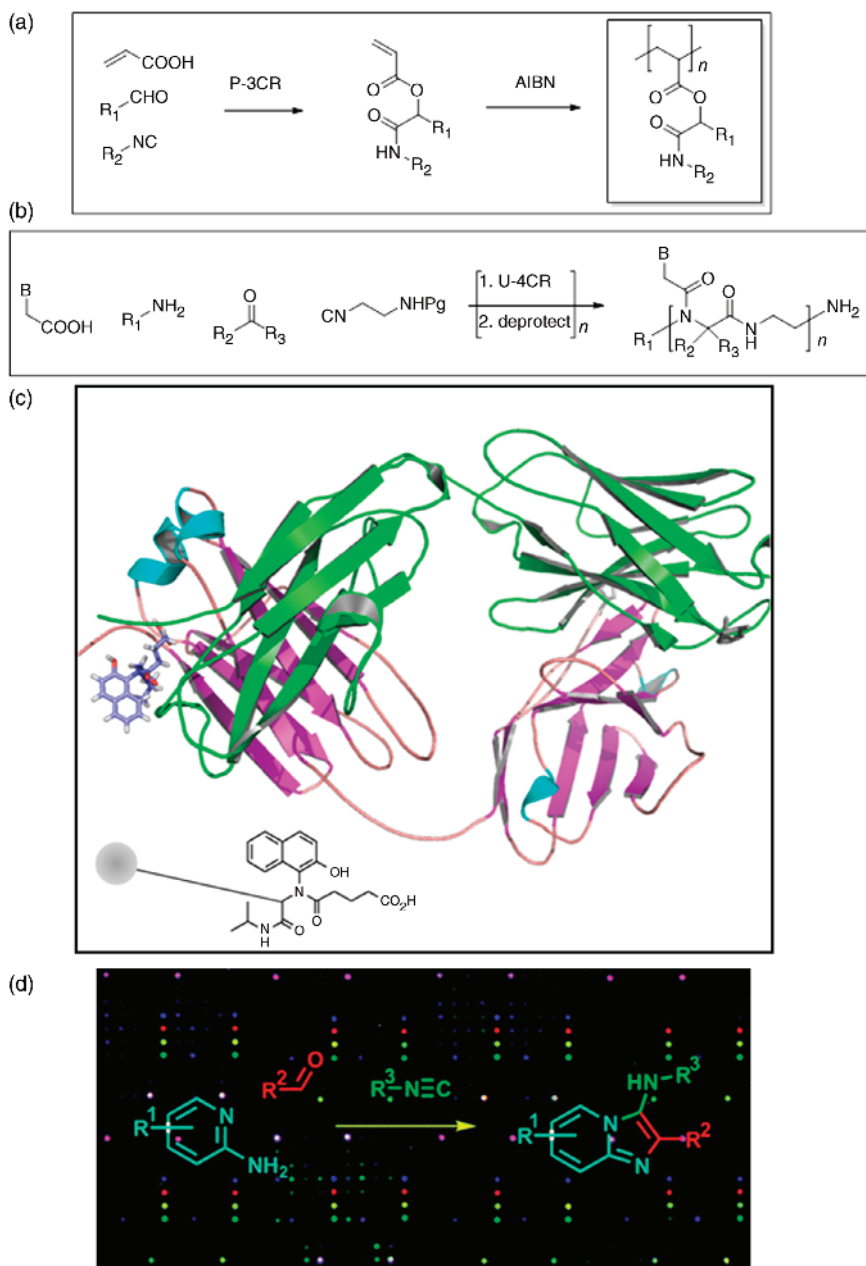 (a)
COOH
R1 CHO
R2 NC
P-3CR
O
O
O
R1
HN
R2
AIBN
n
O
O
O
R1
HN
R2
(b)
B
COOH
R1 NH2
O
R2 R3
CN NHPg
1. U-4CR
2. deprotect n
B
O
N
O
R1
R2 R3
N
H
n
NH2
(c)
OH
N
HN
O
O
CO2H
(d)
R1
N
NH2
R2 O
R3 N≡C
R1
N
N
HN R3
R2